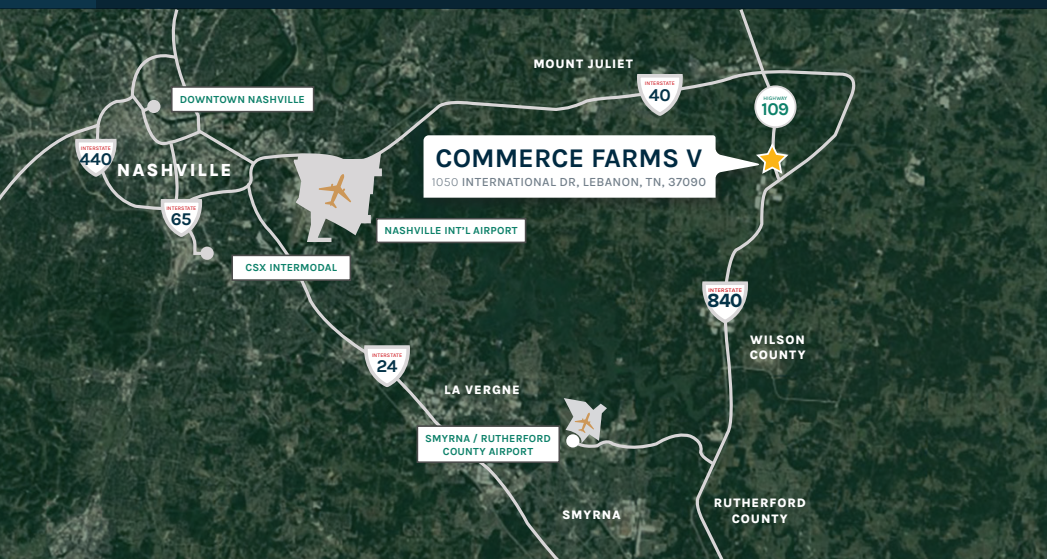 MOUNT JULIET
INTERSTATE
40
DOWNTOWN NASHVILLE
HIGHWAY
109
INTERSTATE
440
NASHVILLE
COMMERCE FARMS V
1050 INTERNATIONAL DR, LEBANON, TN, 37090
INTERSTATE
65
NASHVILLE INT'L AIRPORT
CSX INTERMODAL
INTERSTATE
840
WILSON
COUNTY
INTERSTATE
24
LA VERGNE
SMYRNA / RUTHERFORD
COUNTY AIRPORT
SMYRNA
RUTHERFORD
COUNTY